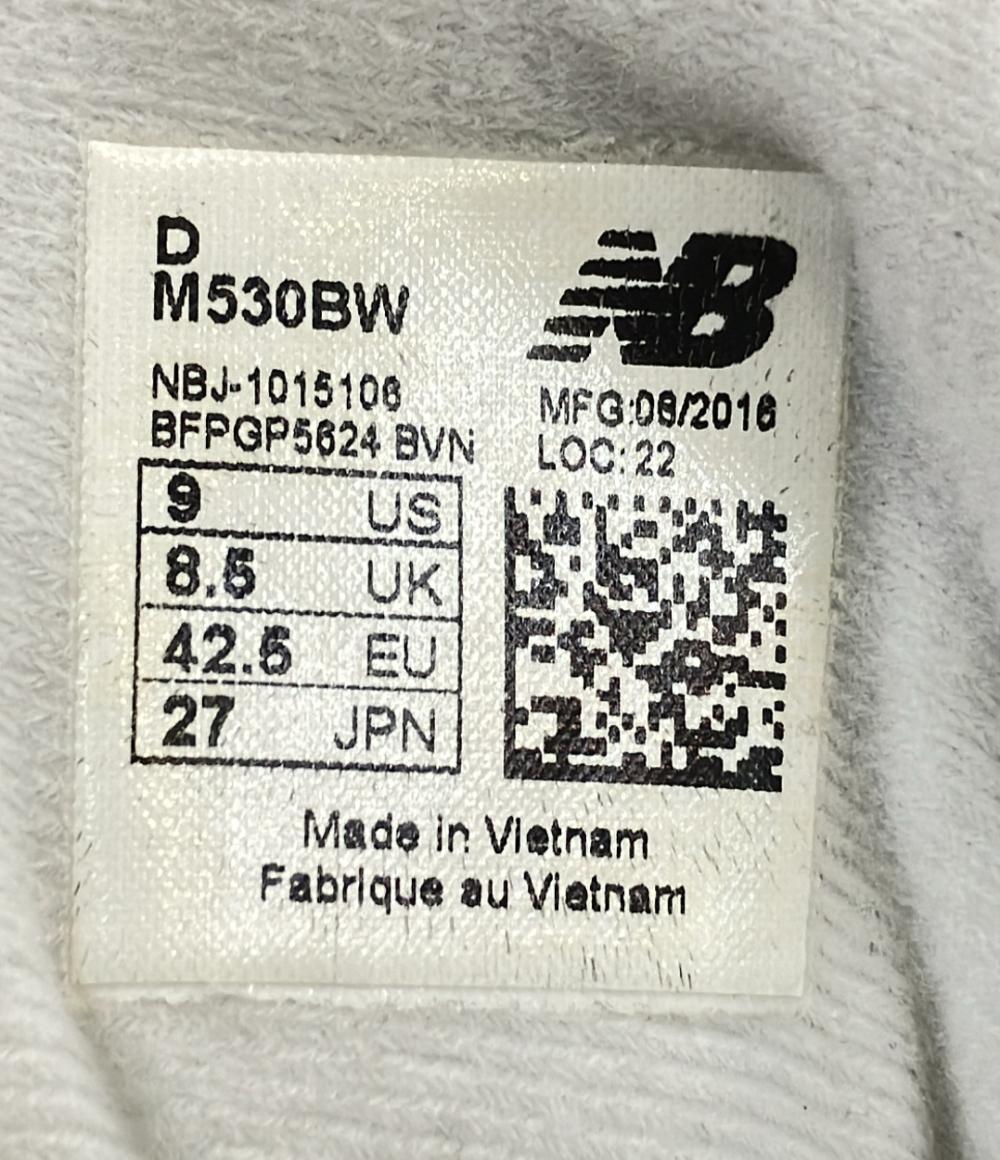 D
M530BW
NB
NBJ-1015106
BFPGP5624 BVN
MFG:08/2016
LOC: 22
9 US
8.5 UK
42.5 EU
27 JPN
Made in Vietnam
Fabrique au Vietnam